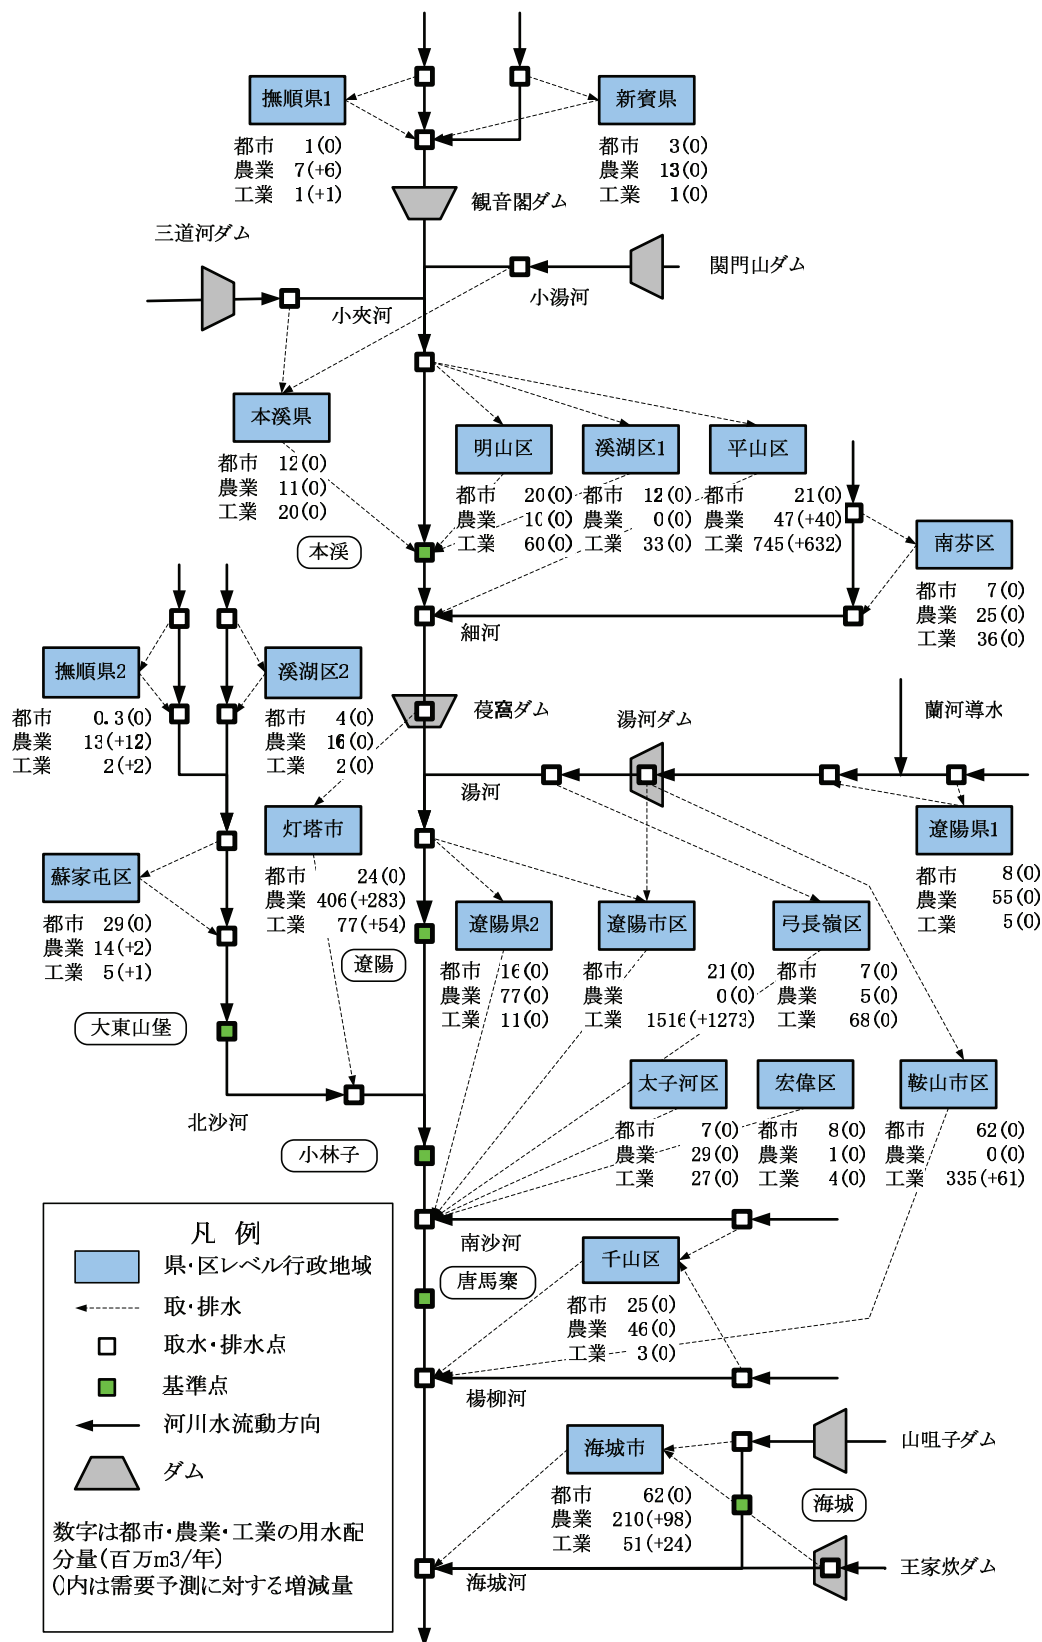 撫順県1
新賓県
都市 1(0)
農業 7(+6)
工業 1(+1)
都市 3(0)
農業 13(0)
工業 1(0)
観音閣ダム
三道河ダム
関門山ダム
小湯河
小夾河
本溪県
都市 12(0)
農業 11(0)
工業 20(0)
明山区
都市 20(0)
農業 10(0)
工業 60(0)
溪湖区1
都市 12(0)
農業 0(0)
工業 33(0)
平山区
都市 21(0)
農業 47(+40)
工業 745(+632)
南芬区
都市 7(0)
農業 25(0)
工業 36(0)
本溪
細河
撫順県2
都市 0.3(0)
農業 13(+12)
工業 2(+2)
溪湖区2
都市 4(0)
農業 16(0)
工業 2(0)
葠窩ダム
湯河ダム
蘭河導水
湯河
灯塔市
都市 24(0)
農業 406(+283)
工業 77(+54)
遼陽県1
都市 8(0)
農業 55(0)
工業 5(0)
蘇家屯区
都市 29(0)
農業 14(+2)
工業 5(+1)
遼陽
遼陽県2
都市 16(0)
農業 77(0)
工業 11(0)
遼陽市区
都市 21(0)
農業 0(0)
工業 1516(+1273)
弓長嶺区
都市 7(0)
農業 5(0)
工業 68(0)
大東山堡
太子河区
都市 7(0)
農業 29(0)
工業 27(0)
宏偉区
都市 8(0)
農業 1(0)
工業 4(0)
鞍山市区
都市 62(0)
農業 0(0)
工業 335(+61)
北沙河
小林子
南沙河
唐馬寨
千山区
都市 25(0)
農業 46(0)
工業 3(0)
楊柳河
海城市
都市 62(0)
農業 210(+98)
工業 51(+24)
山咀子ダム
海城
王家炊ダム
海城河
凡 例
県・区レベル行政地域
取・排水
取水・排水点
基準点
河川水流動方向
ダム
数字は都市・農業・工業の用水配
分量(百万m3/年)
()内は需要予測に対する増減量